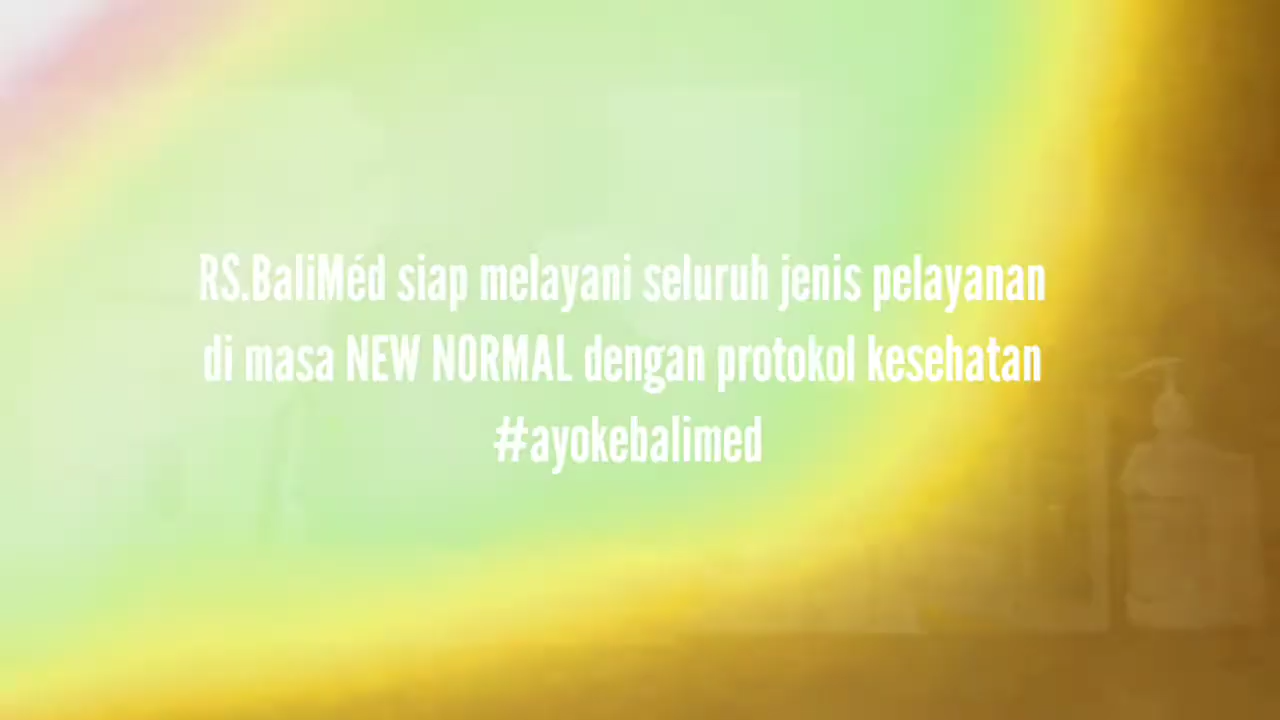 RS.BaliMéd siap melayani seluruh jenis pelayanan
di masa NEW NORMAL dengan protokol kesehatan
#ayokebalimed